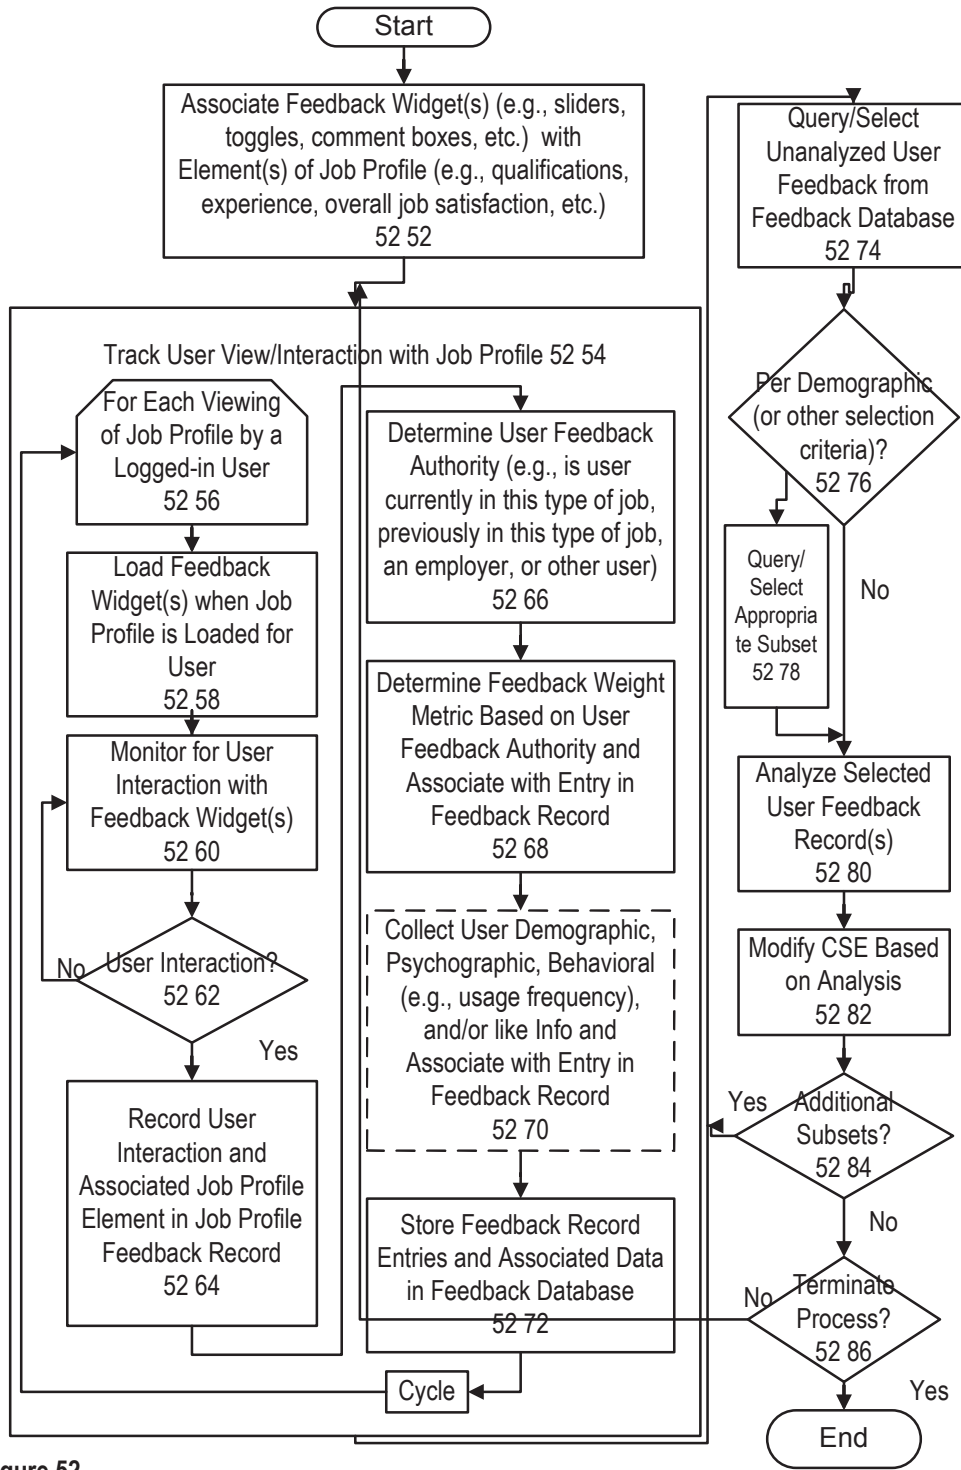 Start
Associate Feedback Widget(s) (e.g., sliders,
toggles, comment boxes, etc.) with
Element(s) of Job Profile (e.g., qualifications,
experience, overall job satisfaction, etc.)
52 52
Track User View/Interaction with Job Profile 52 54
For Each Viewing
of Job Profile by a
Logged-in User
52 56
Load Feedback
Widget(s) when Job
Profile is Loaded for
User
52 58
Monitor for User
Interaction with
Feedback Widget(s)
52 60
User Interaction?
52 62
No
Yes
Record User
Interaction and
Associated Job Profile
Element in Job Profile
Feedback Record
52 64
Determine User Feedback
Authority (e.g., is user
currently in this type of job,
previously in this type of job,
an employer, or other user)
52 66
Determine Feedback Weight
Metric Based on User
Feedback Authority and
Associate with Entry in
Feedback Record
52 68
Collect User Demographic,
Psychographic, Behavioral
(e.g., usage frequency),
and/or like Info and
Associate with Entry in
Feedback Record
52 70
Store Feedback Record
Entries and Associated Data
in Feedback Database
52 72
Cycle
Query/Select
Unanalyzed User
Feedback from
Feedback Database
52 74
Per Demographic
(or other selection
criteria)?
52 76
No
Query/
Select
Appropria
te Subset
52 78
Analyze Selected
User Feedback
Record(s)
52 80
Modify CSE Based
on Analysis
52 82
Additional
Subsets?
52 84
Yes
No
Terminate
Process?
52 86
No
Yes
End